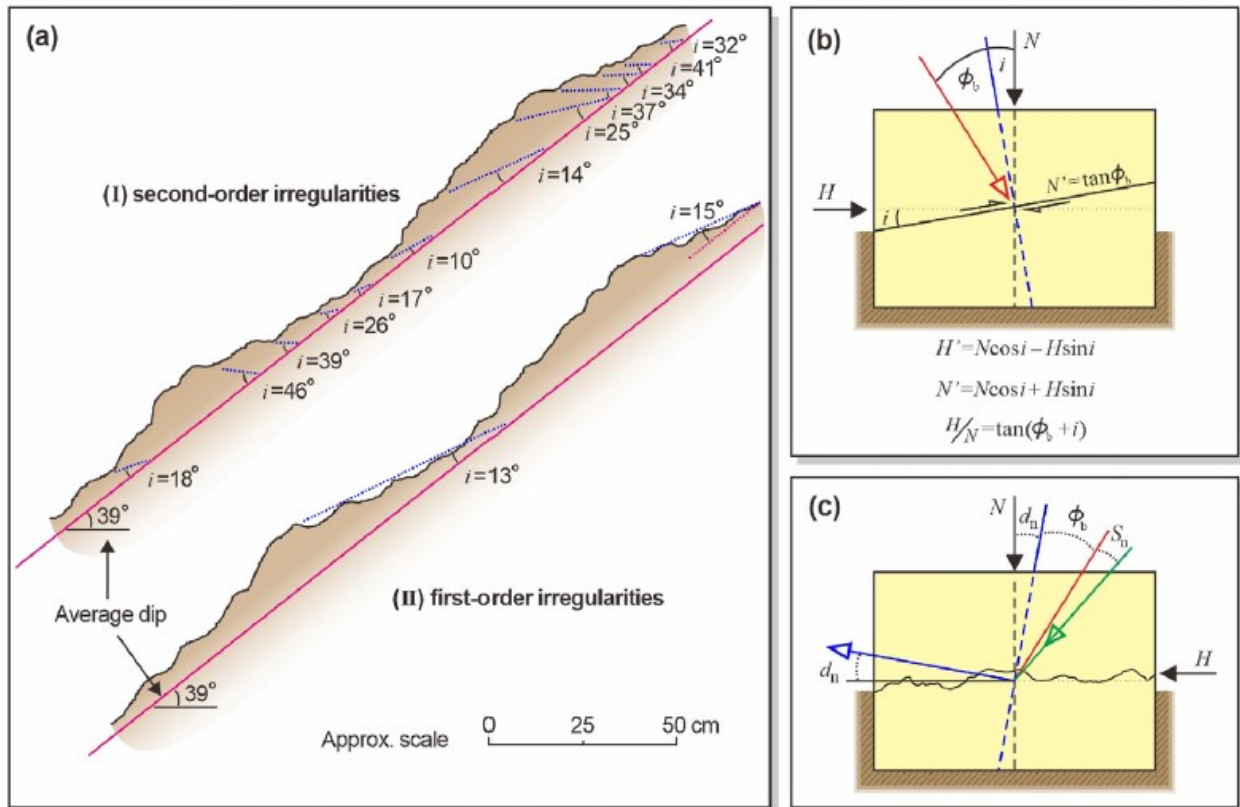 (a)
i=32°
i=41°
i=34°
i=37°
i=25°
i=14°
(I) second-order irregularities
i=15°
i=10°
i=17°
i=26°
i=39°
i=46°
i=18°
i=13°
39°
Average dip
(II) first-order irregularities
39°
Approx. scale
0 25 50 cm
(b)
N
ϕb
i
N'=tanϕb
H
i
H'=Ncosi−Hsini
N'=Ncosi+Hsini
H/N=tan(ϕb+i)
(c)
N
dn
ϕb
Sn
dn
H